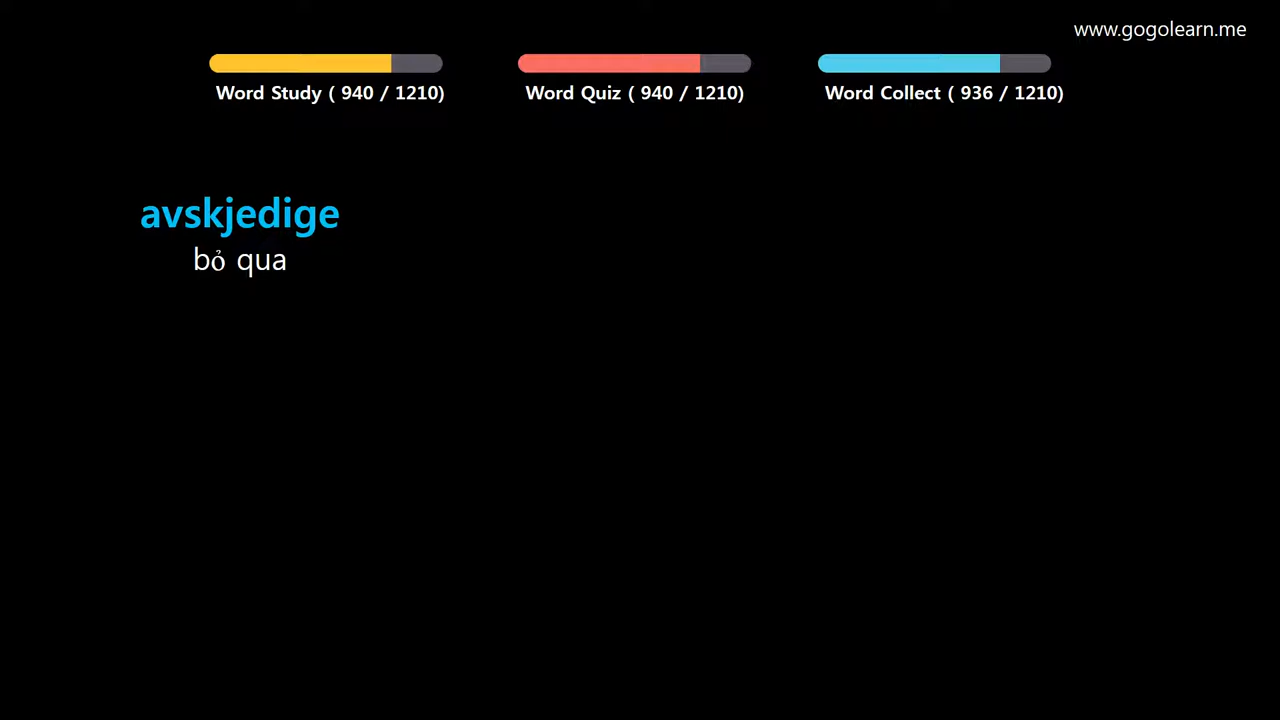 www.gogolearn.me
Word Study ( 940 / 1210)
Word Quiz ( 940 / 1210)
Word Collect ( 936 / 1210)
avskjedige
bỏ qua